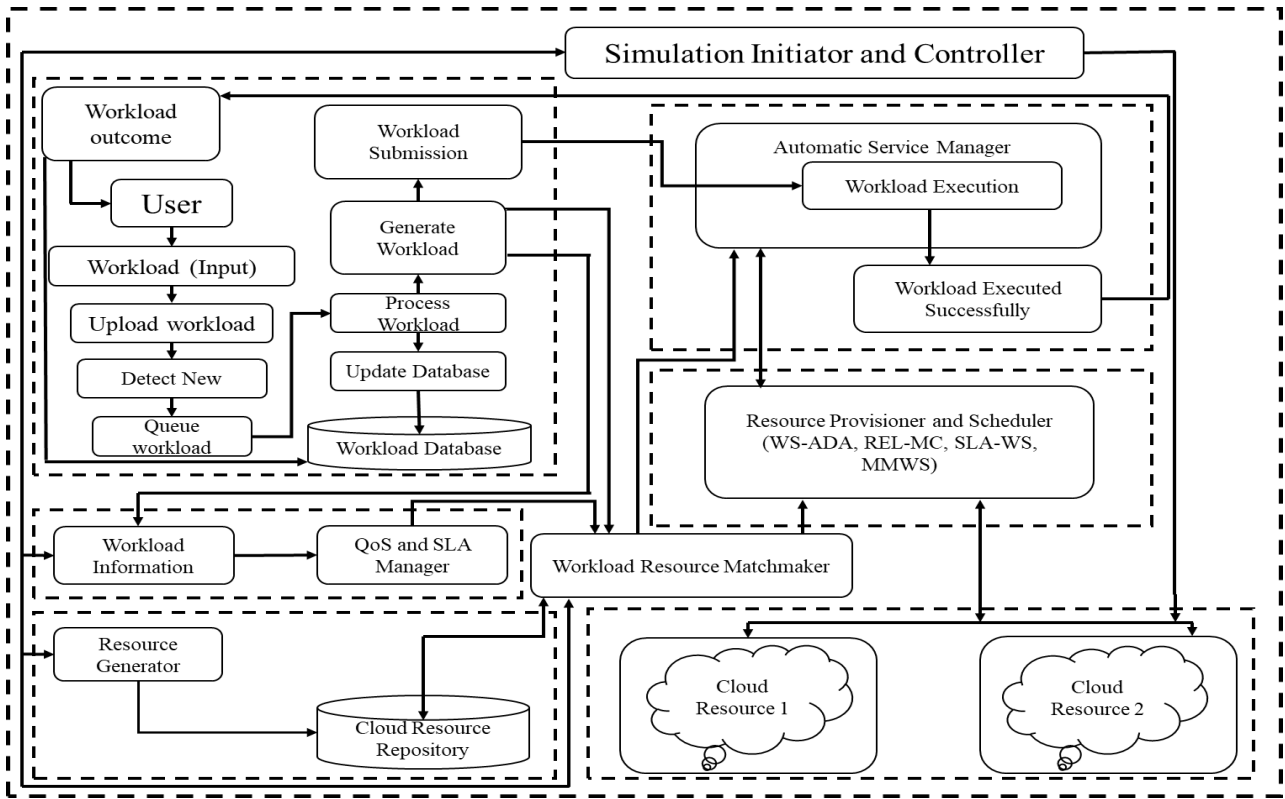 Simulation Initiator and Controller
Workload
outcome
User
Workload (Input)
Upload workload
Detect New
Queue
workload
Workload
Submission
Generate
Workload
Process
Workload
Update Database
Workload Database
Automatic Service Manager
Workload Execution
Workload Executed
Successfully
Resource Provisioner and Scheduler
(WS-ADA, REL-MC, SLA-WS,
MMWS)
Workload
Information
QoS and SLA
Manager
Workload Resource Matchmaker
Resource
Generator
Cloud Resource
Repository
Cloud
Resource 1
Cloud
Resource 2